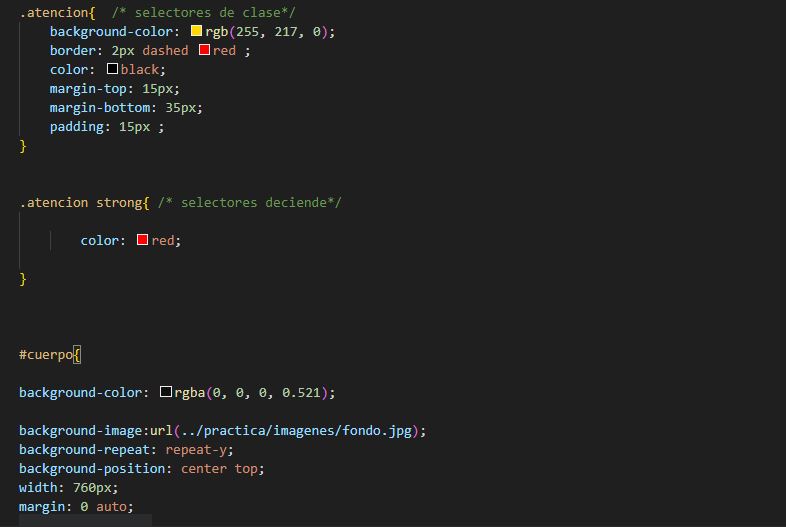 .atencion{  /* selectores de clase*/
    background-color: rgb(255, 217, 0);
    border: 2px dashed red ;
    color: black;
    margin-top: 15px;
    margin-bottom: 35px;
    padding: 15px ;
}
.atencion strong{ /* selectores deciende*/
        color: red;
}
#cuerpo{
background-color: rgba(0, 0, 0, 0.521);
background-image:url(../practica/imagenes/fondo.jpg);
background-repeat: repeat-y;
background-position: center top;
width: 760px;
margin: 0 auto;